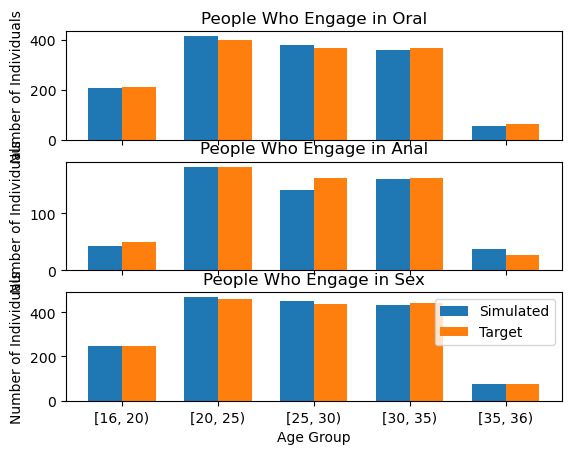 People Who Engage in Oral
Number of Individuals
400
200
0
People Who Engage in Anal
Number of Individuals
100
0
People Who Engage in Sex
Number of Individuals
400
200
0
Simulated
Target
[16, 20)
[20, 25)
[25, 30)
[30, 35)
[35, 36)
Age Group